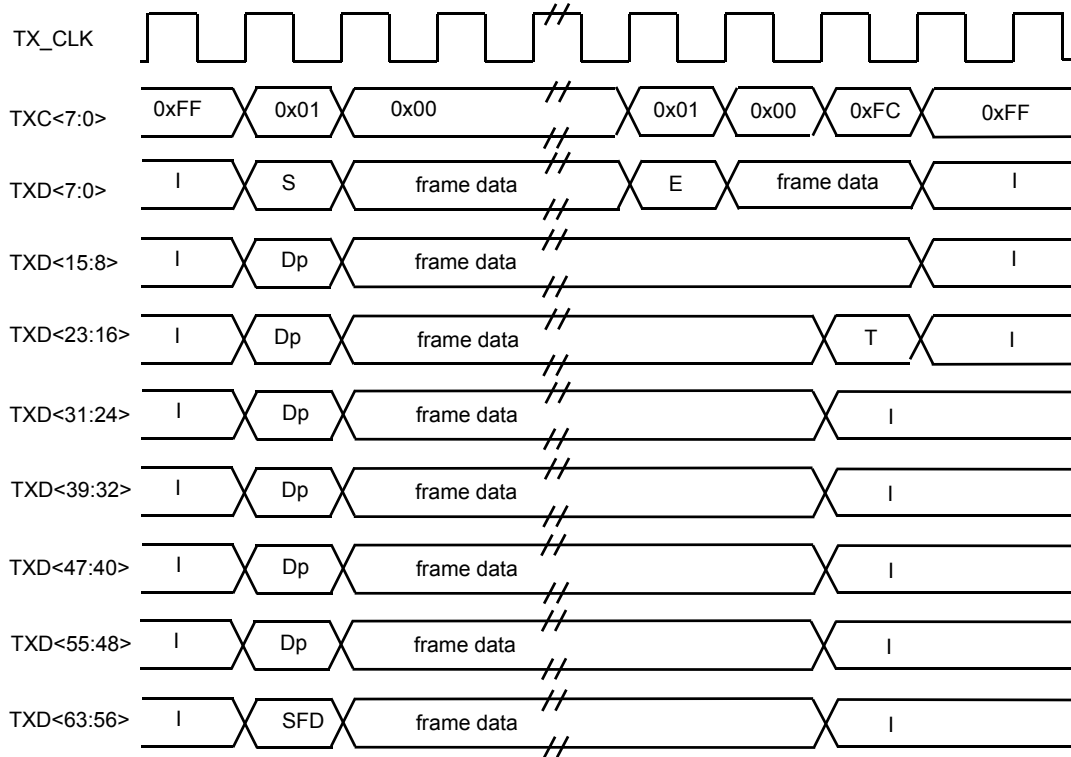 TX_CLK
TXC<7:0> 0xFF 0x01 0x00 0x01 0x00 0xFC 0xFF
TXD<7:0> I S frame data E frame data I
TXD<15:8> I Dp frame data I
TXD<23:16> I Dp frame data T I
TXD<31:24> I Dp frame data I
TXD<39:32> I Dp frame data I
TXD<47:40> I Dp frame data I
TXD<55:48> I Dp frame data I
TXD<63:56> I SFD frame data I